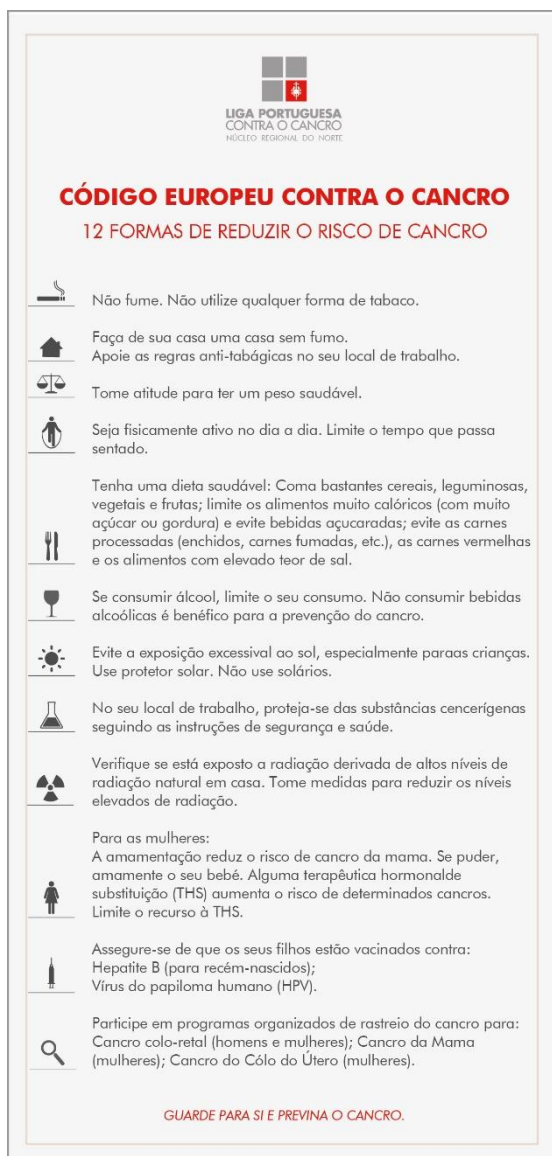 LIGA PORTUGUESA
CONTRA O CANCRO
NÚCLEO REGIONAL DO NORTE
CÓDIGO EUROPEU CONTRA O CANCRO
12 FORMAS DE REDUZIR O RISCO DE CANCRO
Não fume. Não utilize qualquer forma de tabaco.
Faça de sua casa uma casa sem fumo.
Apoie as regras anti-tabágicas no seu local de trabalho.
Tome atitude para ter um peso saudável.
Seja fisicamente ativo no dia a dia. Limite o tempo que passa
sentado.
Tenha uma dieta saudável: Coma bastantes cereais, leguminosas,
vegetais e frutas; limite os alimentos muito calóricos (com muito
açúcar ou gordura) e evite bebidas açucaradas; evite as carnes
processadas (enchidos, carnes fumadas, etc.), as carnes vermelhas
e os alimentos com elevado teor de sal.
Se consumir álcool, limite o seu consumo. Não consumir bebidas
alcoólicas é benéfico para a prevenção do cancro.
Evite a exposição excessival ao sol, especialmente paraas crianças.
Use protetor solar. Não use solários.
No seu local de trabalho, proteja-se das substâncias cencerígenas
seguindo as instruções de segurança e saúde.
Verifique se está exposto a radiação derivada de altos níveis de
radiação natural em casa. Tome medidas para reduzir os níveis
elevados de radiação.
Para as mulheres:
A amamentação reduz o risco de cancro da mama. Se puder,
amamente o seu bebé. Alguma terapêutica hormonalde
substituição (THS) aumenta o risco de determinados cancros.
Limite o recurso à THS.
Assegure-se de que os seus filhos estão vacinados contra:
Hepatite B (para recém-nascidos);
Vírus do papiloma humano (HPV).
Participe em programas organizados de rastreio do cancro para:
Cancro colo-retal (homens e mulheres); Cancro da Mama
(mulheres); Cancro do Cólo do Útero (mulheres).
GUARDE PARA SI E PREVINA O CANCRO.